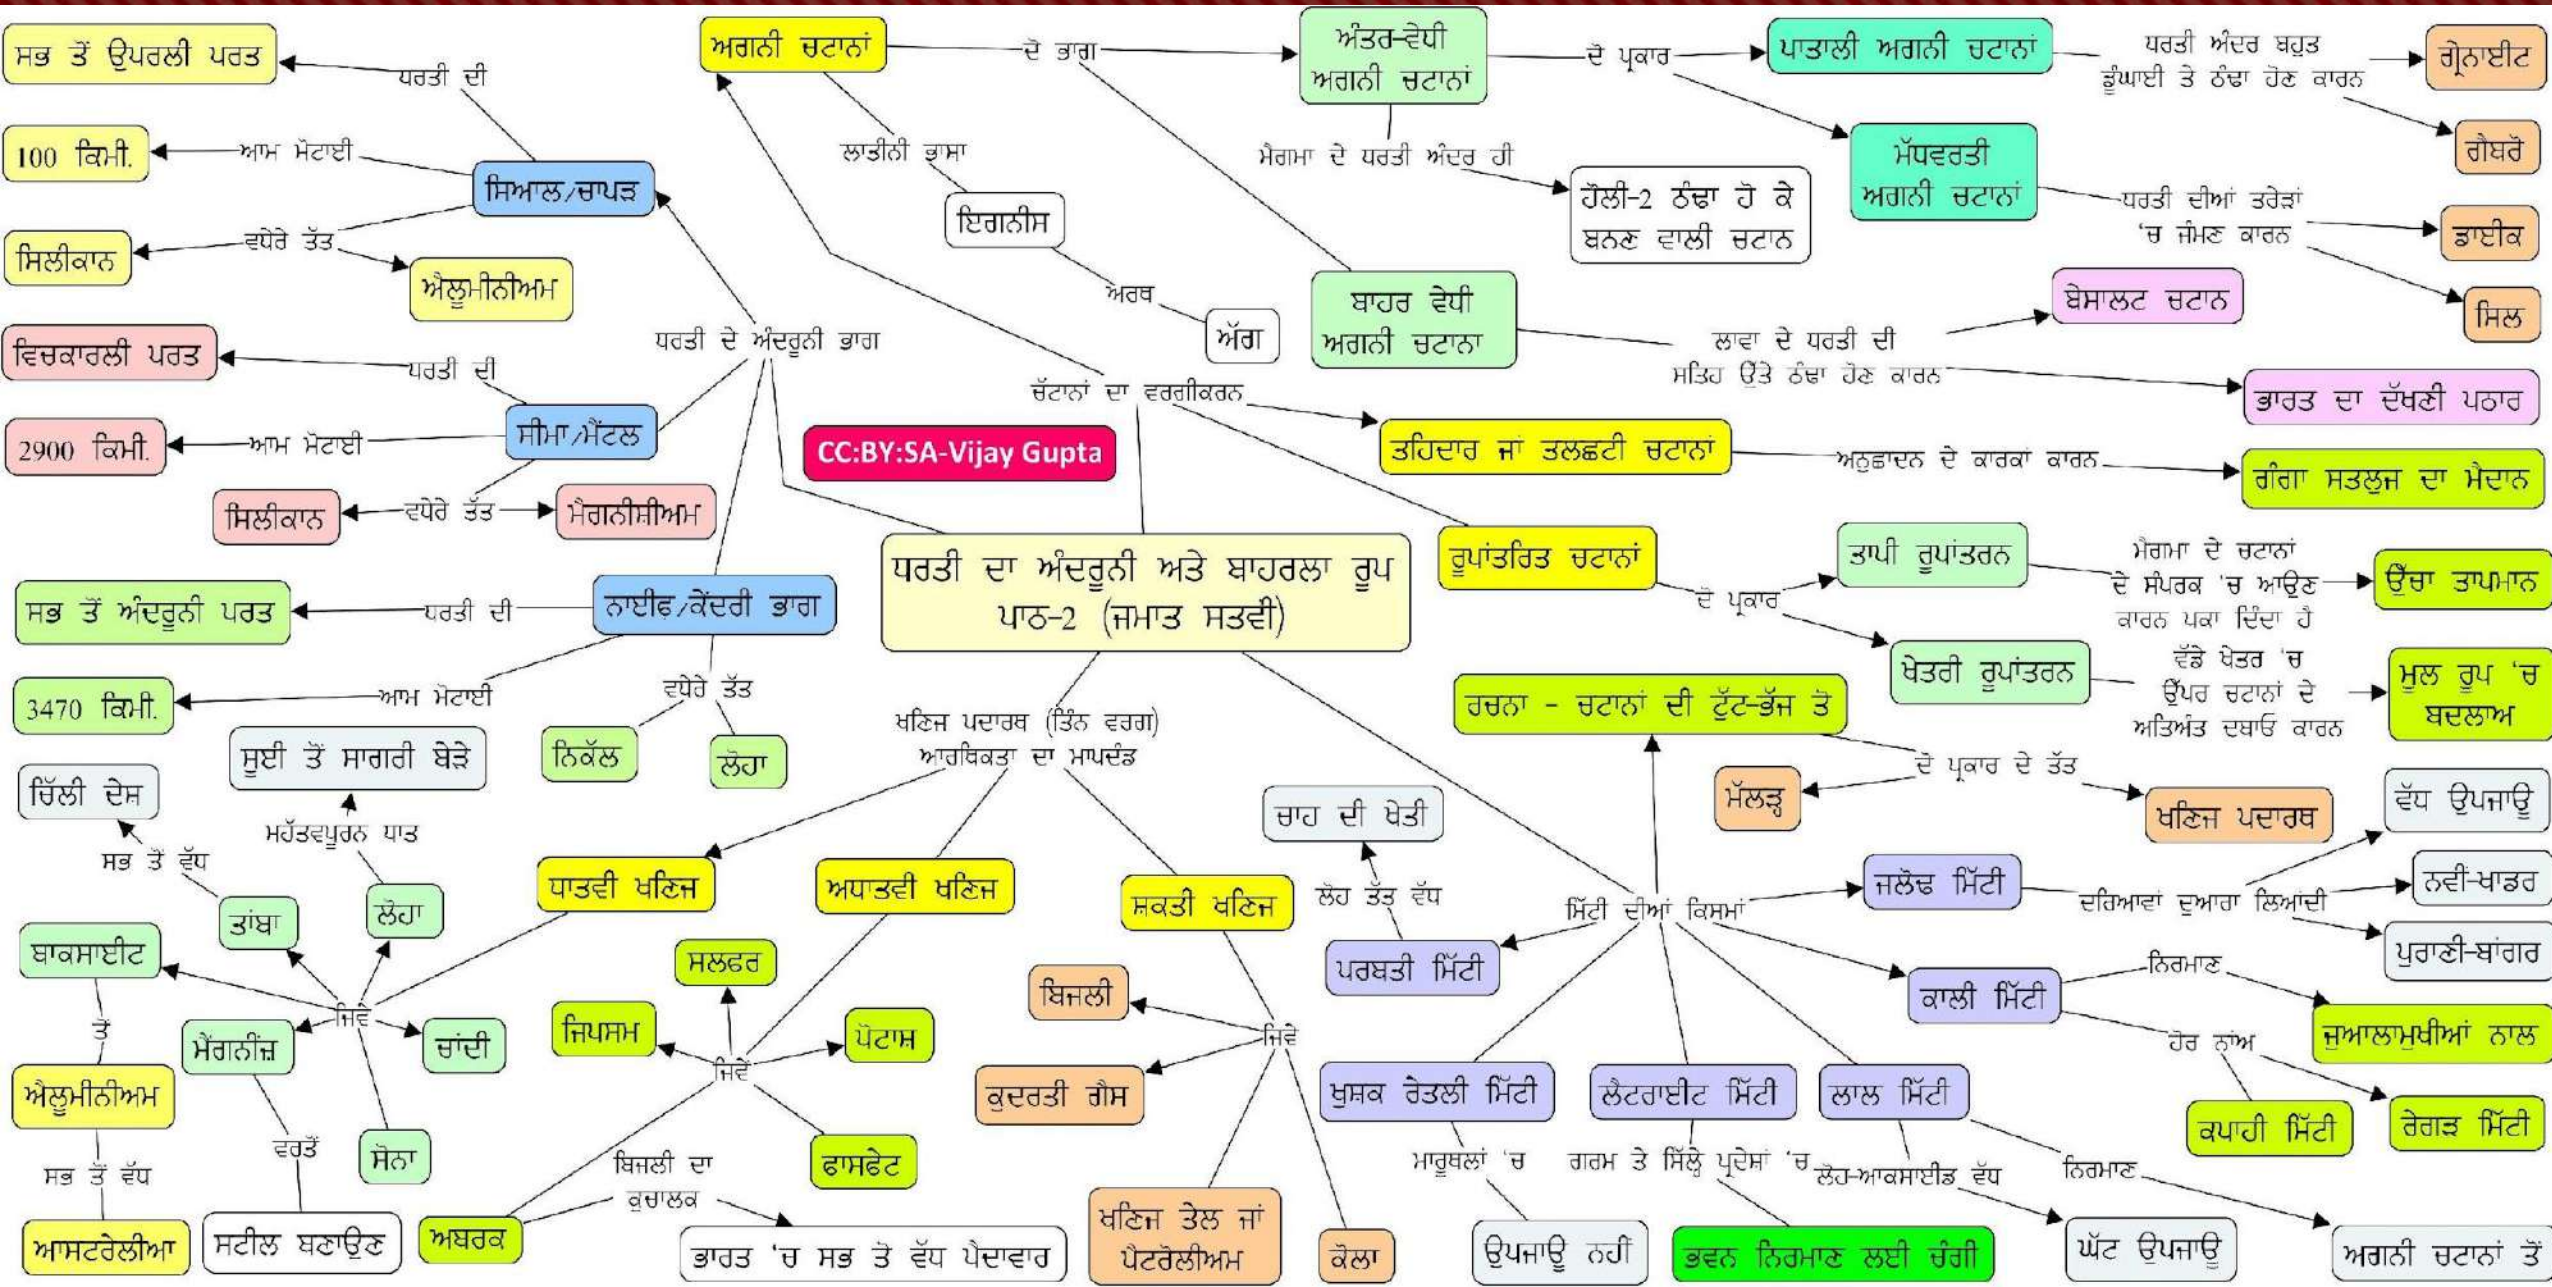 ਸਭ ਤੋਂ ਉਪਰਲੀ ਪਰਤ
ਧਰਤੀ ਦੀ
100 ਕਿਮੀ.
ਆਮ ਮੋਟਾਈ
ਸਿਆਲ/ਚਾਪੜ
ਸਿਲੀਕਾਨ
ਵਧੇਰੇ ਤੱਤ
ਐਲੂਮੀਨੀਅਮ
ਵਿਚਕਾਰਲੀ ਪਰਤ
ਧਰਤੀ ਦੀ
ਧਰਤੀ ਦੇ ਅੰਦਰੂਨੀ ਭਾਗ
2900 ਕਿਮੀ.
ਆਮ ਮੋਟਾਈ
ਸੀਮਾ/ਮੈਂਟਲ
ਸਿਲੀਕਾਨ
ਵਧੇਰੇ ਤੱਤ
ਮੈਗਨੀਸ਼ੀਅਮ
ਸਭ ਤੋਂ ਅੰਦਰੂਨੀ ਪਰਤ
ਧਰਤੀ ਦੀ
ਨਾਈਫ/ਕੇਂਦਰੀ ਭਾਗ
3470 ਕਿਮੀ.
ਆਮ ਮੋਟਾਈ
ਵਧੇਰੇ ਤੱਤ
ਨਿਕੱਲ
ਲੋਹਾ
ਅਗਨੀ ਚਟਾਨਾਂ
ਦੋ ਭਾਗ
ਲਾਤੀਨੀ ਭਾਸਾ
ਇਗਨੀਸ
ਅਰਥ
ਅੱਗ
ਅੰਤਰ-ਵੇਧੀ
ਅਗਨੀ ਚਟਾਨਾਂ
ਦੋ ਪ੍ਰਕਾਰ
ਪਾਤਾਲੀ ਅਗਨੀ ਚਟਾਨਾਂ
ਧਰਤੀ ਅੰਦਰ ਬਹੁਤ
ਡੂੰਘਾਈ ਤੇ ਠੰਢਾ ਹੋਣ ਕਾਰਨ
ਗ੍ਰੇਨਾਈਟ
ਗੈਬਰੋ
ਮੈਗਮਾ ਦੇ ਧਰਤੀ ਅੰਦਰ ਹੀ
ਹੌਲੀ-2 ਠੰਢਾ ਹੋ ਕੇ
ਬਨਣ ਵਾਲੀ ਚਟਾਨ
ਮੱਧਵਰਤੀ
ਅਗਨੀ ਚਟਾਨਾਂ
ਧਰਤੀ ਦੀਆਂ ਤਰੇੜਾਂ
'ਚ ਜੰਮਣ ਕਾਰਨ
ਡਾਈਕ
ਸਿਲ
ਬਾਹਰ ਵੇਧੀ
ਅਗਨੀ ਚਟਾਨਾ
ਲਾਵਾ ਦੇ ਧਰਤੀ ਦੀ
ਸਤਿਹ ਉੱਤੇ ਠੰਢਾ ਹੋਣ ਕਾਰਨ
ਬੇਸਾਲਟ ਚਟਾਨ
ਭਾਰਤ ਦਾ ਦੱਖਣੀ ਪਠਾਰ
ਚੱਟਾਨਾਂ ਦਾ ਵਰਗੀਕਰਨ
CC:BY:SA-Vijay Gupta
ਤਹਿਦਾਰ ਜਾਂ ਤਲਛਟੀ ਚਟਾਨਾਂ
ਅਨੁਛਾਦਨ ਦੇ ਕਾਰਕਾਂ ਕਾਰਨ
ਗੰਗਾ ਸਤਲੁਜ ਦਾ ਮੈਦਾਨ
ਰੂਪਾਂਤਰਿਤ ਚਟਾਨਾਂ
ਦੋ ਪ੍ਰਕਾਰ
ਤਾਪੀ ਰੂਪਾਂਤਰਨ
ਮੈਗਮਾ ਦੇ ਚਟਾਨਾਂ
ਦੇ ਸੰਪਰਕ 'ਚ ਆਉਣ
ਕਾਰਨ ਪਕਾ ਦਿੰਦਾ ਹੈ
ਉੱਚਾ ਤਾਪਮਾਨ
ਖੇਤਰੀ ਰੂਪਾਂਤਰਨ
ਵੱਡੇ ਖੇਤਰ 'ਚ
ਉੱਪਰ ਚਟਾਨਾਂ ਦੇ
ਅਤਿਅੰਤ ਦਬਾਓ ਕਾਰਨ
ਮੂਲ ਰੂਪ 'ਚ
ਬਦਲਾਅ
ਧਰਤੀ ਦਾ ਅੰਦਰੂਨੀ ਅਤੇ ਬਾਹਰਲਾ ਰੂਪ
ਪਾਠ-2 (ਜਮਾਤ ਸਤਵੀਂ)
ਖਣਿਜ ਪਦਾਰਥ (ਤਿੰਨ ਵਰਗ)
ਆਰਥਿਕਤਾ ਦਾ ਮਾਪਦੰਡ
ਧਾਤਵੀ ਖਣਿਜ
ਅਧਾਤਵੀ ਖਣਿਜ
ਸ਼ਕਤੀ ਖਣਿਜ
ਸੂਈ ਤੋਂ ਸਾਗਰੀ ਬੇੜੇ
ਮਹੱਤਵਪੂਰਨ ਧਾਤ
ਲੋਹਾ
ਚਿੱਲੀ ਦੇਸ਼
ਸਭ ਤੋਂ ਵੱਧ
ਤਾਂਬਾ
ਬਾਕਸਾਈਟ
ਤੋਂ
ਐਲੂਮੀਨੀਅਮ
ਸਭ ਤੋਂ ਵੱਧ
ਆਸਟਰੇਲੀਆ
ਜਿਵੇਂ
ਮੈਂਗਨੀਂਜ਼
ਵਰਤੋਂ
ਸਟੀਲ ਬਣਾਉਣ
ਚਾਂਦੀ
ਸੋਨਾ
ਸਲਫਰ
ਜਿਪਸਮ
ਪੋਟਾਸ਼
ਜਿਵੇਂ
ਫਾਸਫੇਟ
ਅਬਰਕ
ਬਿਜਲੀ ਦਾ
ਕੁਚਾਲਕ
ਭਾਰਤ 'ਚ ਸਭ ਤੋਂ ਵੱਧ ਪੈਦਾਵਾਰ
ਬਿਜਲੀ
ਜਿਵੇਂ
ਕੁਦਰਤੀ ਗੈਸ
ਖਣਿਜ ਤੇਲ ਜਾਂ
ਪੈਟਰੋਲੀਅਮ
ਕੋਲਾ
ਰਚਨਾ - ਚਟਾਨਾਂ ਦੀ ਟੁੱਟ-ਭੱਜ ਤੋਂ
ਦੋ ਪ੍ਰਕਾਰ ਦੇ ਤੱਤ
ਮੱਲੜ੍ਹ
ਖਣਿਜ ਪਦਾਰਥ
ਮਿੱਟੀ ਦੀਆਂ ਕਿਸਮਾਂ
ਚਾਹ ਦੀ ਖੇਤੀ
ਲੋਹ ਤੱਤ ਵੱਧ
ਪਰਬਤੀ ਮਿੱਟੀ
ਜਲੋਢ ਮਿੱਟੀ
ਦਰਿਆਵਾਂ ਦੁਆਰਾ ਲਿਆਂਦੀ
ਵੱਧ ਉਪਜਾਊ
ਨਵੀਂ-ਖਾਡਰ
ਪੁਰਾਣੀ-ਬਾਂਗਰ
ਕਾਲੀ ਮਿੱਟੀ
ਨਿਰਮਾਣ
ਜੁਆਲਾਮੁਖੀਆਂ ਨਾਲ
ਹੋਰ ਨਾਂਅ
ਕਪਾਹੀ ਮਿੱਟੀ
ਰੇਗੜ ਮਿੱਟੀ
ਖੁਸ਼ਕ ਰੇਤਲੀ ਮਿੱਟੀ
ਮਾਰੂਥਲਾਂ 'ਚ
ਉਪਜਾਊ ਨਹੀਂ
ਲੈਟਰਾਈਟ ਮਿੱਟੀ
ਗਰਮ ਤੇ ਸਿੱਲ੍ਹੇ ਪ੍ਰਦੇਸ਼ਾਂ 'ਚ
ਭਵਨ ਨਿਰਮਾਣ ਲਈ ਚੰਗੀ
ਲਾਲ ਮਿੱਟੀ
ਲੋਹ-ਆਕਸਾਈਡ ਵੱਧ
ਘੱਟ ਉਪਜਾਊ
ਨਿਰਮਾਣ
ਅਗਨੀ ਚਟਾਨਾਂ ਤੋਂ